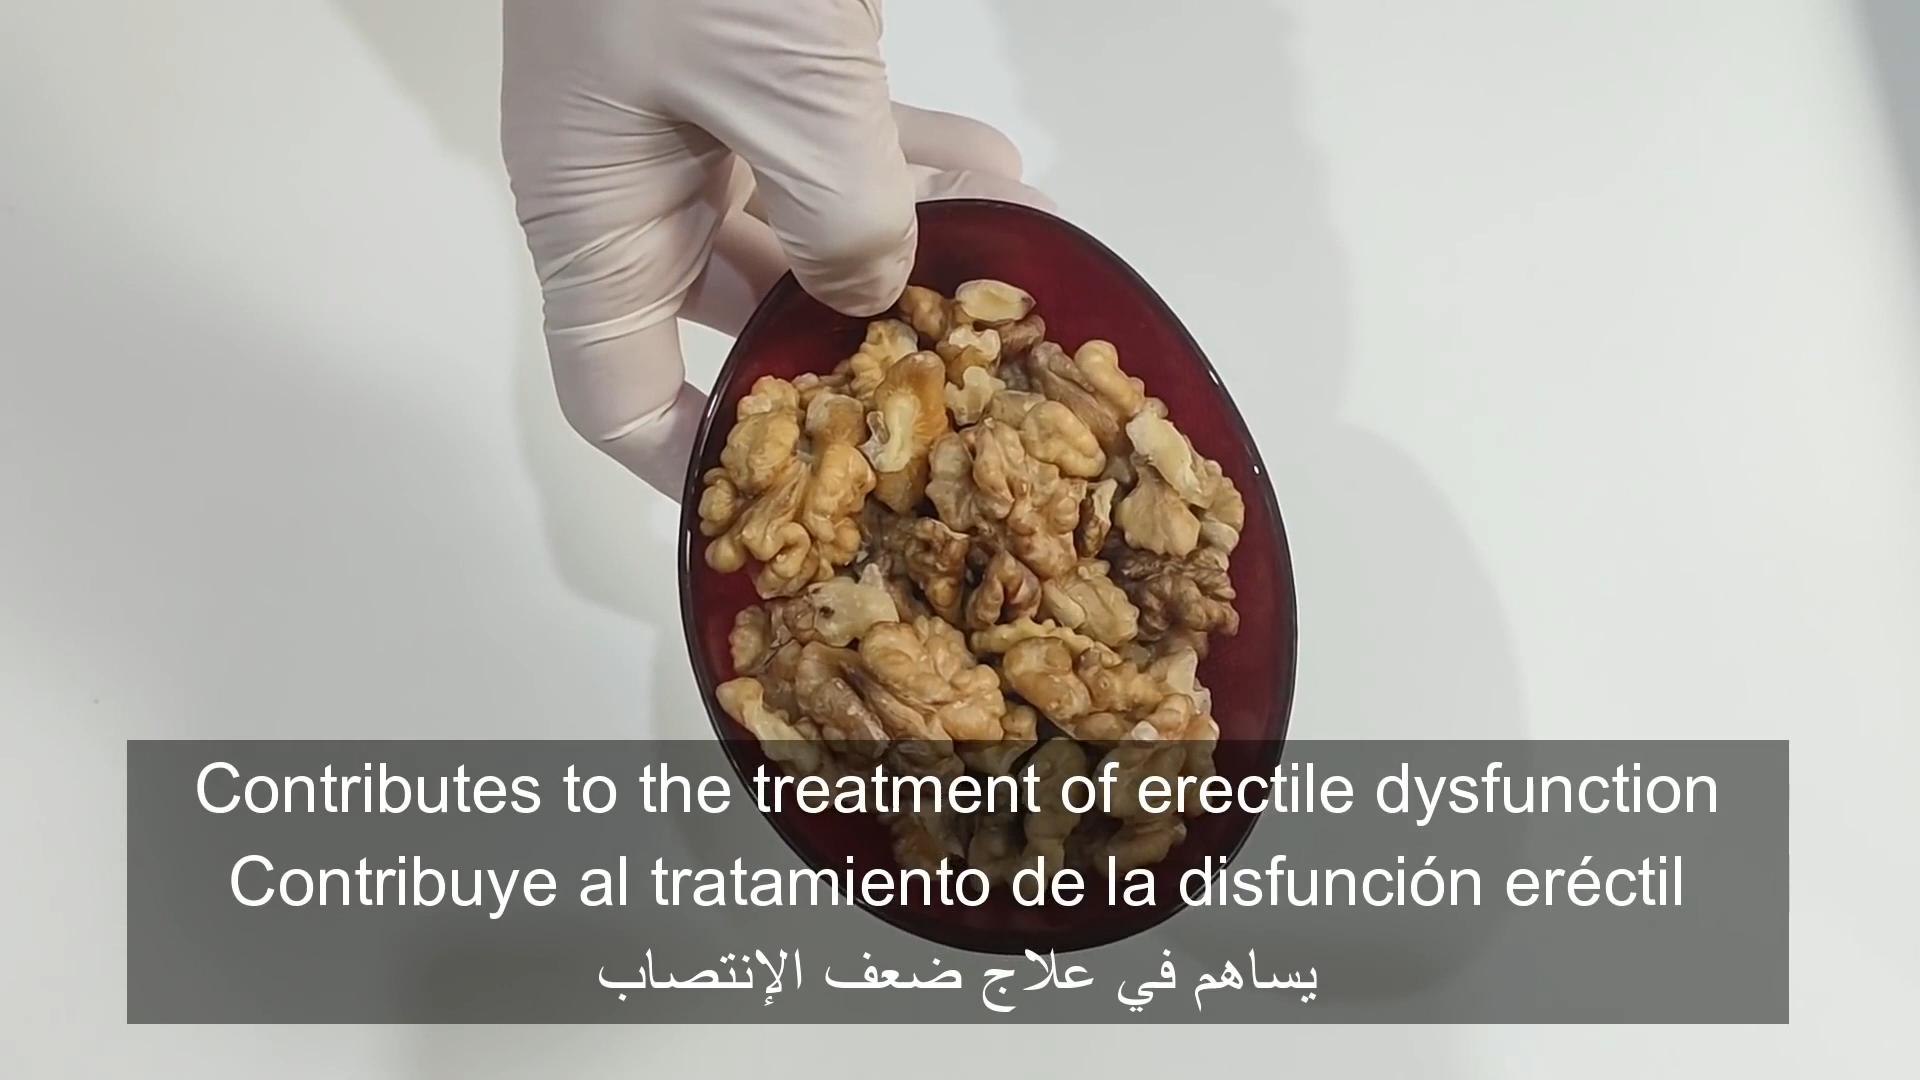 Contributes to the treatment of erectile dysfunction
Contribuye al tratamiento de la disfunción eréctil
يساهم في علاج ضعف الإنتصاب